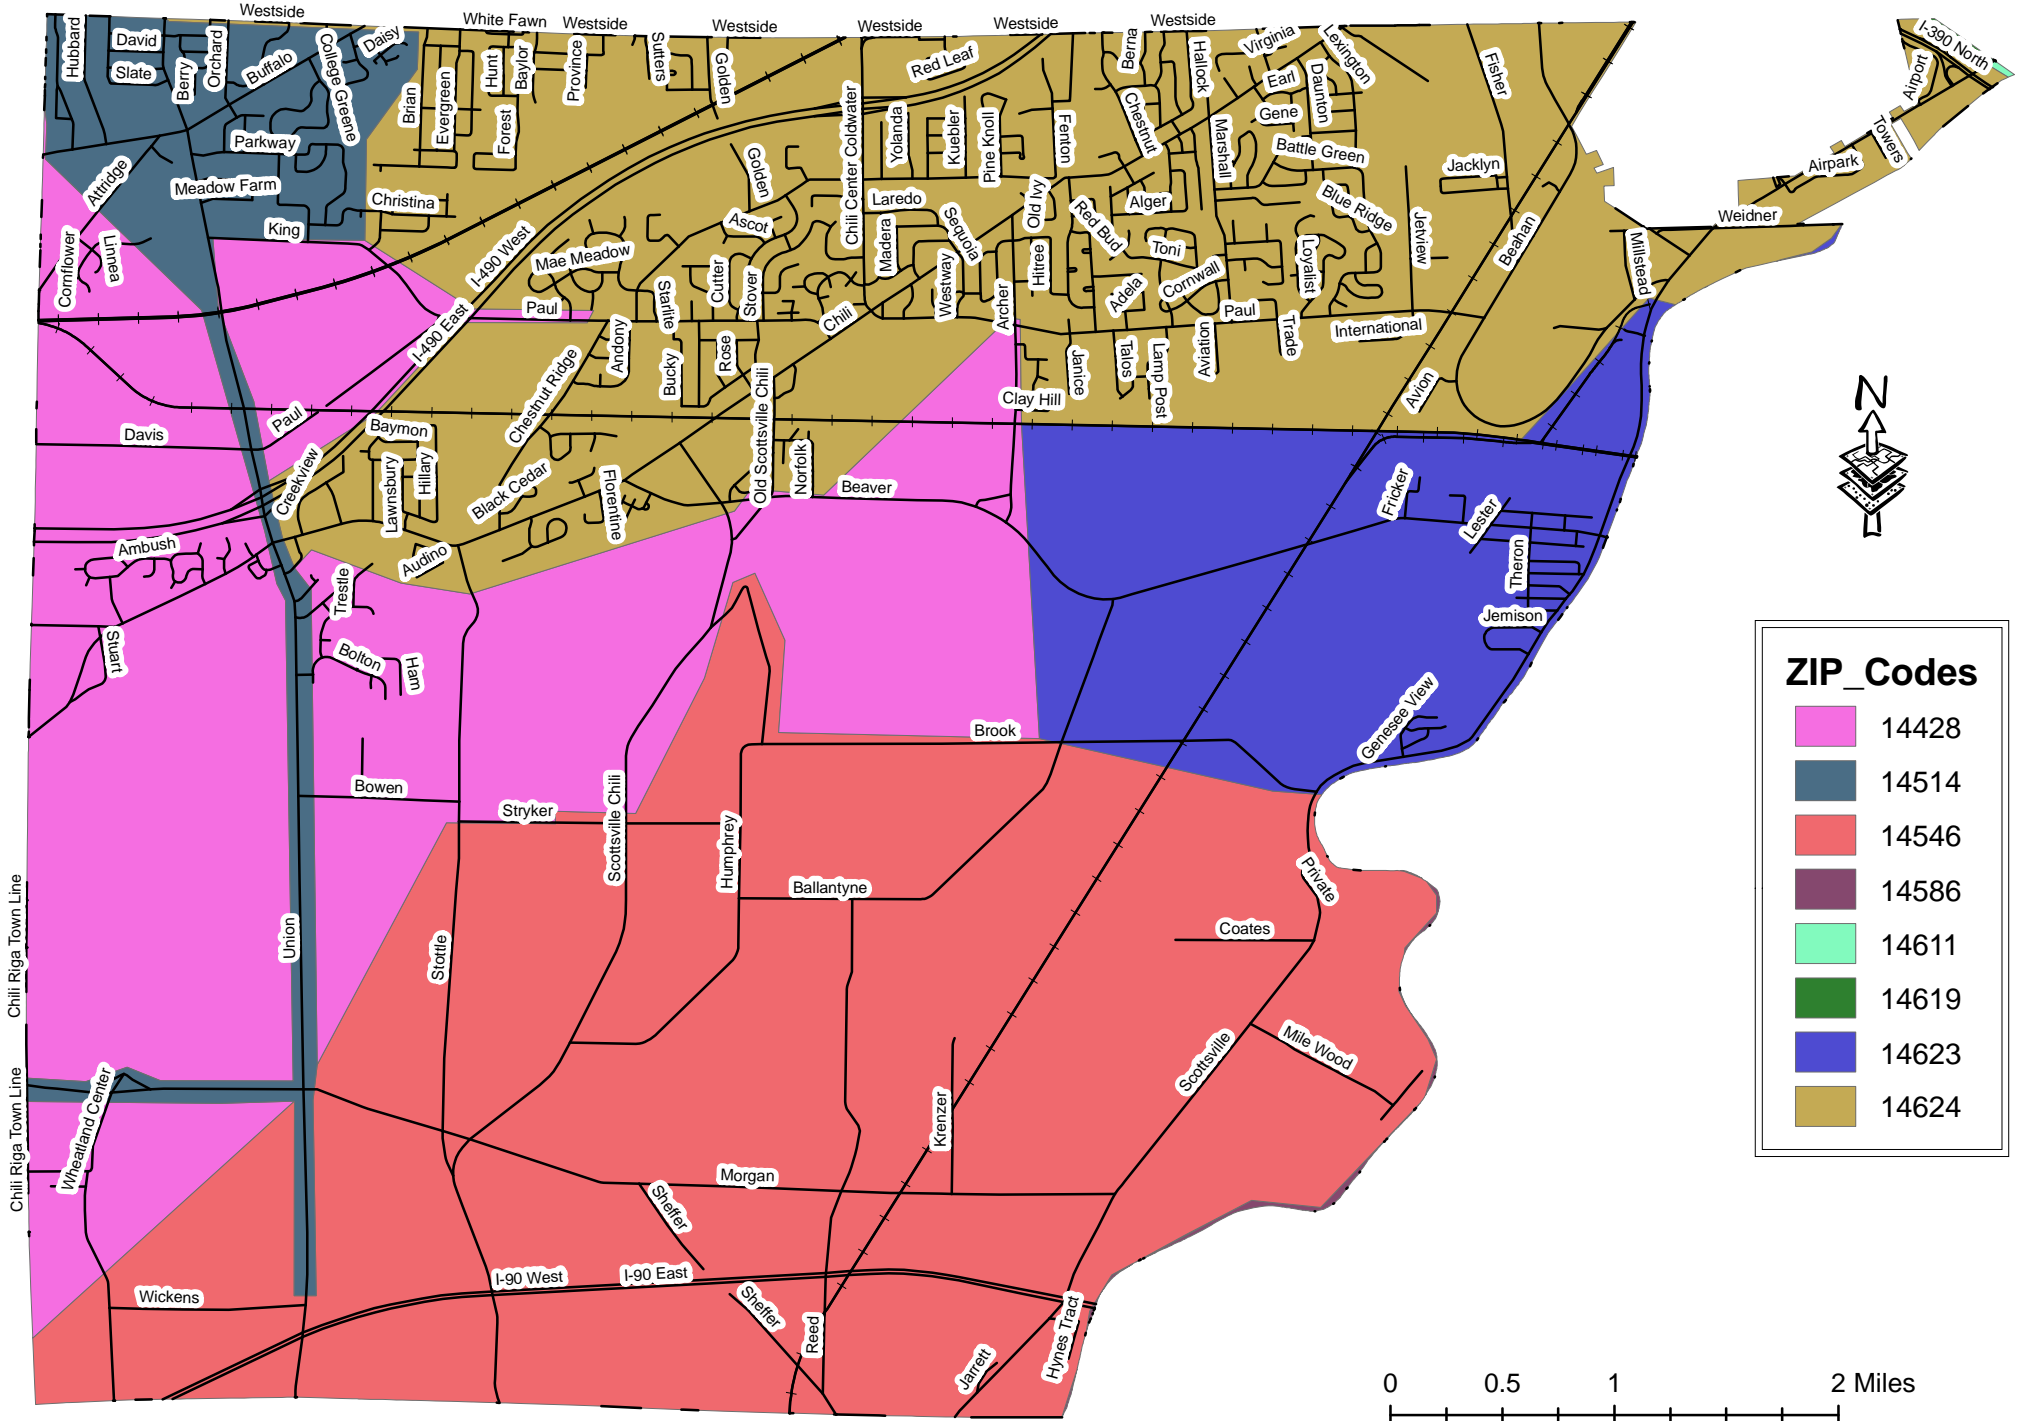 Westside
White Fawn
Westside
Westside
Westside
Westside
Westside
Hubbard
David
Slate
Berry
Orchard
Buffalo
College Greene
Daisy
Brian
Evergreen
Hunt
Baylor
Forest
Province
Sutters
Golden
Red Leaf
Berna
Hallock
Virginia
Lexington
Earl
Daunton
Gene
Fisher
I-390 North
Airport
Towers
Airpark
Weidner
Parkway
Attridge
Meadow Farm
Christina
King
Cornflower
Linnea
Golden
Chili Center Coldwater
Yolanda
Kuebler
Pine Knoll
Fenton
Chestnut
Marshall
Battle Green
Jacklyn
Laredo
Old Ivy
Alger
Blue Ridge
Ascot
Madera
Sequoia
Red Bud
Toni
Loyalist
Jetview
Beahan
Millstead
I-490 West
Mae Meadow
Cutter
Stover
Starlite
Westway
Hitree
Archer
Adela
Cornwall
Paul
I-490 East
Paul
Chili
Trade
International
Aviation
Andony
Bucky
Rose
Old Scottsville Chili
Janice
Talos
Lamp Post
Clay Hill
Avion
Chestnut Ridge
Davis
Paul
Baymon
Creekview
Lawnsbury
Hillary
Black Cedar
Florentine
Norfolk
Beaver
Fricker
Lester
Theron
Jemison
Genesee View
Ambush
Audino
Trestle
Stuart
Bolton
Ham
Brook
Bowen
Stryker
Scottsville Chili
Humphrey
Ballantyne
Private
Coates
Mile Wood
Scottsville
Union
Stottle
Chili Riga Town Line
Chili Riga Town Line
Wheatland Center
Krenzer
Morgan
Sheffer
I-90 West
I-90 East
Wickens
Sheffer
Reed
Jarrett
Hynes Tract
N
ZIP_Codes
14428
14514
14546
14586
14611
14619
14623
14624
0 0.5 1 2 Miles